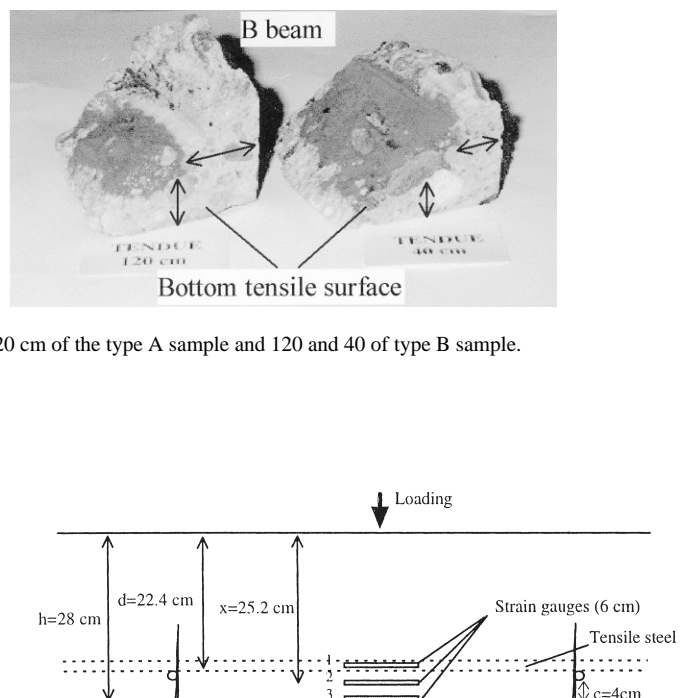 B beam
TENDUE
120 cm
TENDUE
40 cm
Bottom tensile surface
20 cm of the type A sample and 120 and 40 of type B sample.
Loading
h=28 cm
d=22.4 cm
x=25.2 cm
Strain gauges (6 cm)
Tensile steel
1
2
3
c=4cm